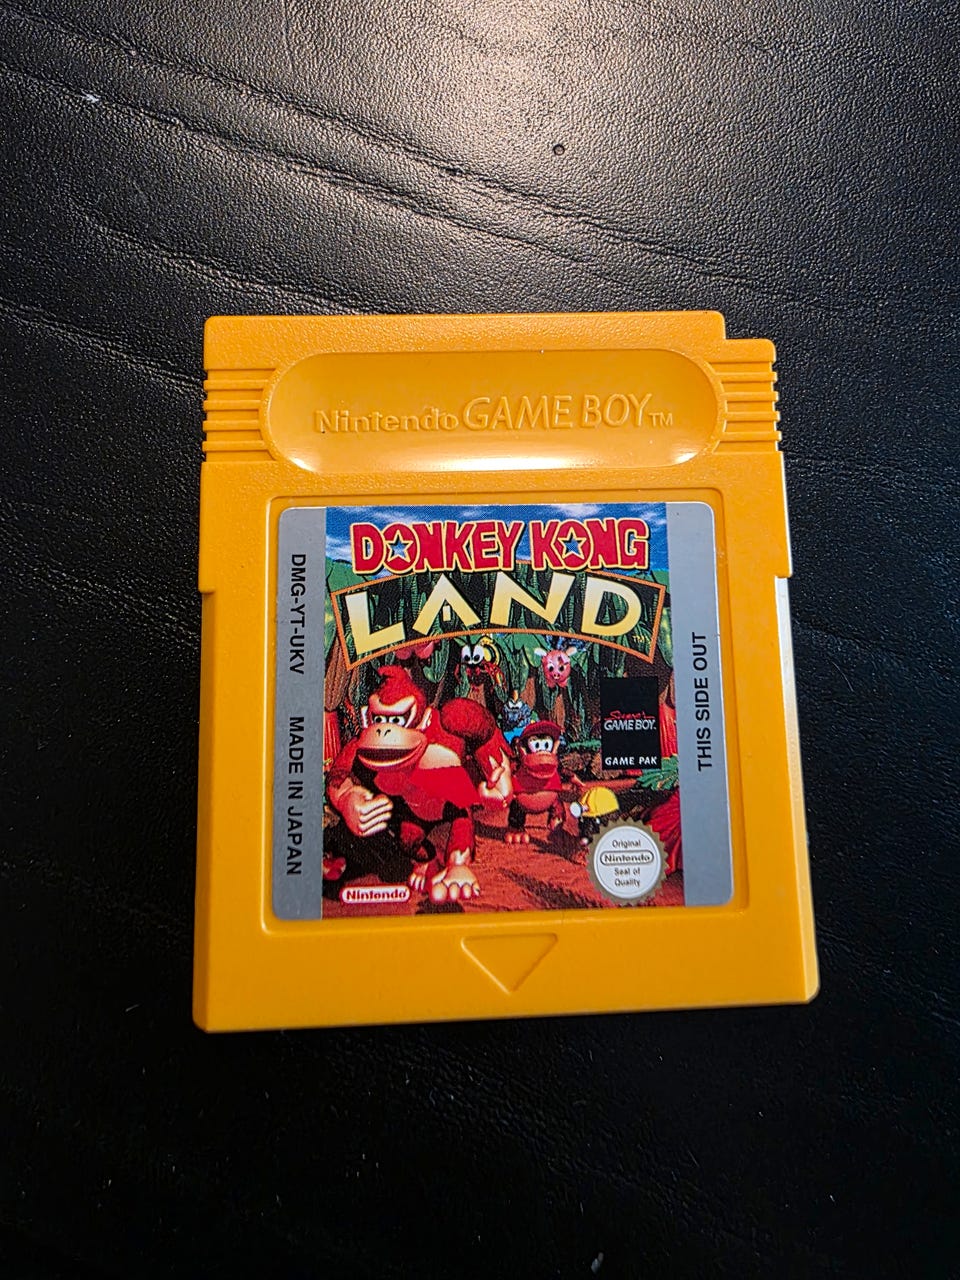 Nintendo GAME BOY™
DONKEY KONG
LAND™
DMG-YT-UKV MADE IN JAPAN
THIS SIDE OUT
Super
GAME BOY.
GAME PAK
Original
Nintendo
Seal of
Quality
Nintendo